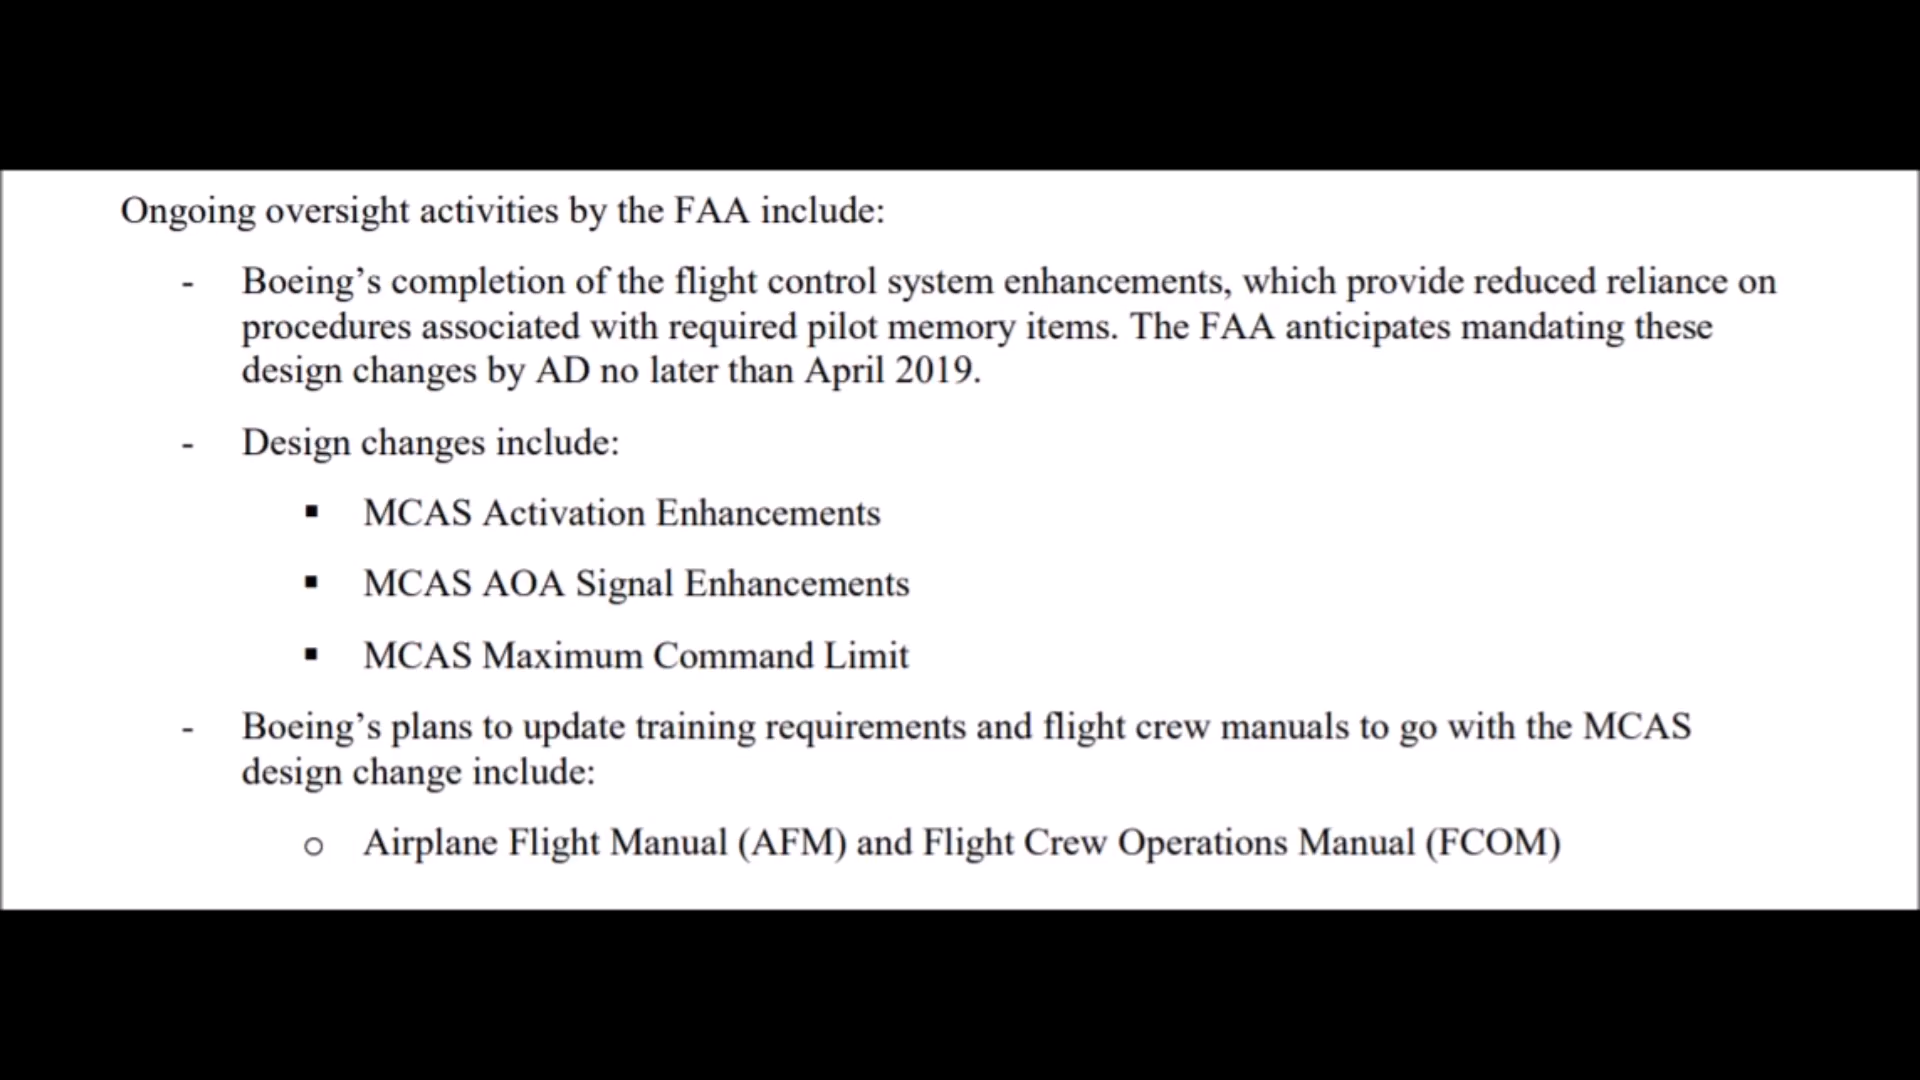 Ongoing oversight activities by the FAA include:
- Boeing’s completion of the flight control system enhancements, which provide reduced reliance on
procedures associated with required pilot memory items. The FAA anticipates mandating these
design changes by AD no later than April 2019.
- Design changes include:
▪ MCAS Activation Enhancements
▪ MCAS AOA Signal Enhancements
▪ MCAS Maximum Command Limit
- Boeing’s plans to update training requirements and flight crew manuals to go with the MCAS
design change include:
o Airplane Flight Manual (AFM) and Flight Crew Operations Manual (FCOM)